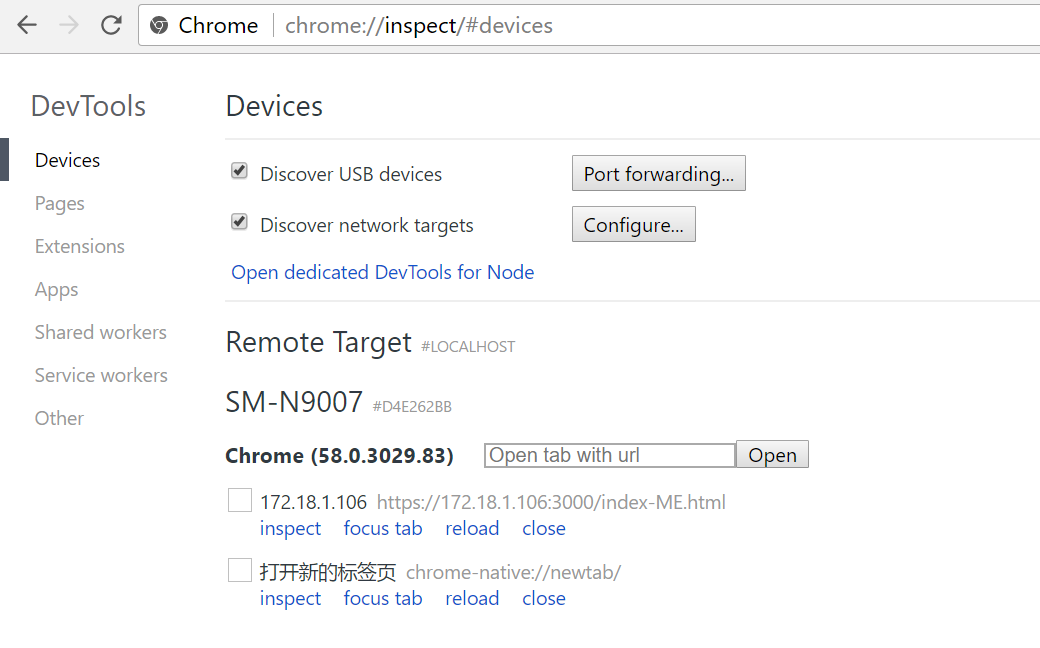 Chrome chrome://inspect/#devices
DevTools
Devices
Pages
Extensions
Apps
Shared workers
Service workers
Other
Devices
Discover USB devices Port forwarding...
Discover network targets Configure...
Open dedicated DevTools for Node
Remote Target #LOCALHOST
SM-N9007 #D4E262BB
Chrome (58.0.3029.83) Open tab with url Open
172.18.1.106 https://172.18.1.106:3000/index-ME.html
inspect focus tab reload close
打开新的标签页 chrome-native://newtab/
inspect focus tab reload close